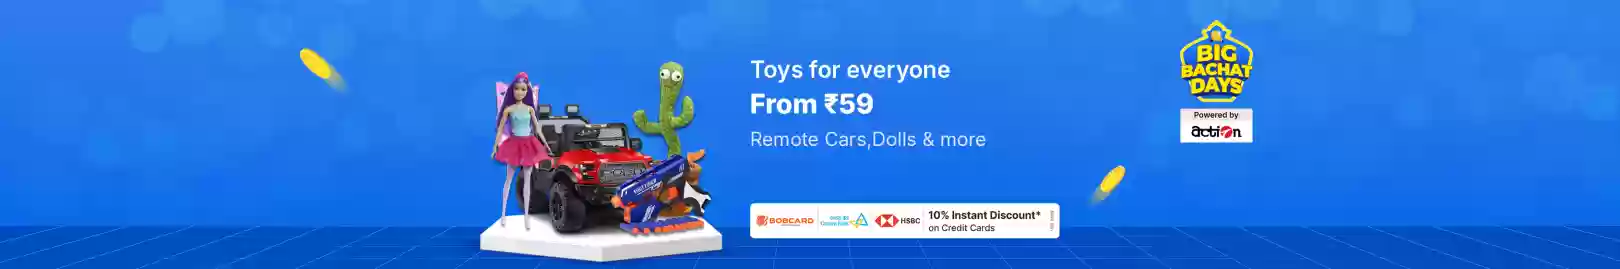 Toys for everyone
From ₹59
Remote Cars,Dolls & more
BOBCARD
HSBC
10% Instant Discount*
on Credit Cards
BIG
BACHAT
DAYS
Powered by
action